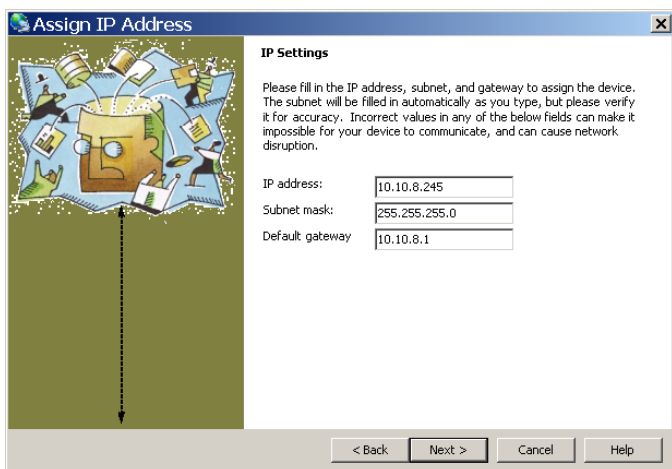 Assign IP Address
IP Settings
Please fill in the IP address, subnet, and gateway to assign the device.
The subnet will be filled in automatically as you type, but please verify
it for accuracy.  Incorrect values in any of the below fields can make it
impossible for your device to communicate, and can cause network
disruption.
IP address: 10.10.8.245
Subnet mask: 255.255.255.0
Default gateway 10.10.8.1
< Back Next > Cancel Help